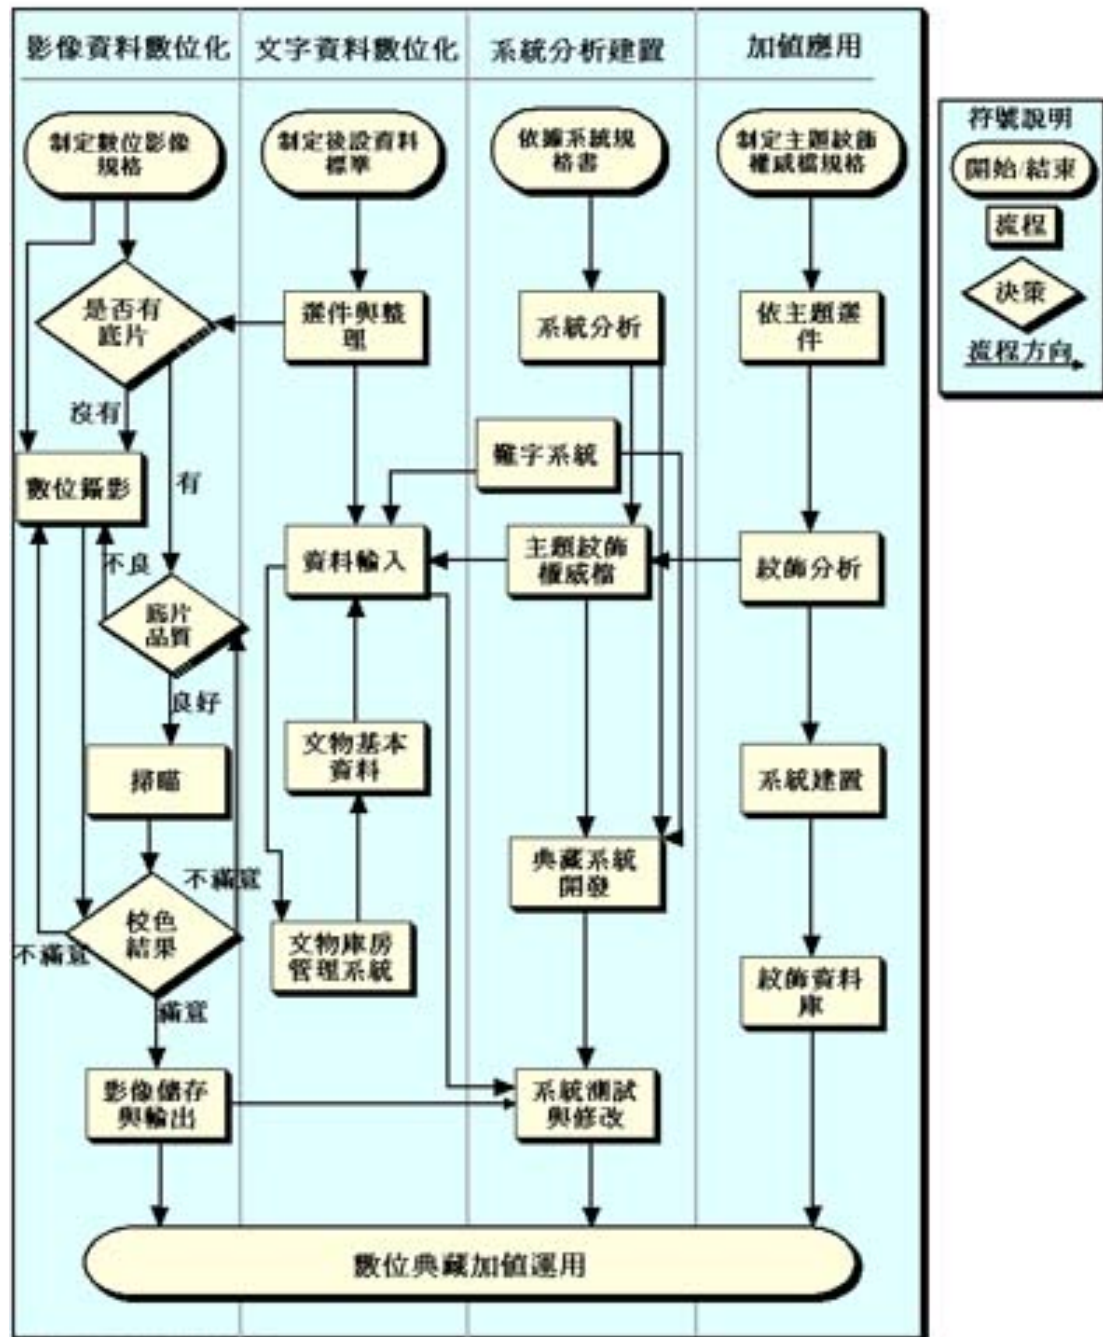 影像資料數位化
文字資料數位化
系統分析建置
加值應用
制定數位影像
規格
制定後設資料
標準
依據系統規
格書
制定主題紋飾
權威檔規格
是否有
底片
選件與整
理
系統分析
依主題選
件
沒有
有
數位攝影
難字系統
不良
資料輸入
主題紋飾
權威檔
紋飾分析
底片
品質
良好
掃瞄
文物基本
資料
系統建置
典藏系統
開發
不滿意
校色
結果
不滿意
文物庫房
管理系統
紋飾資料
庫
滿意
影像儲存
與輸出
系統測試
與修改
數位典藏加值運用
符號說明
開始/結束
流程
決策
流程方向